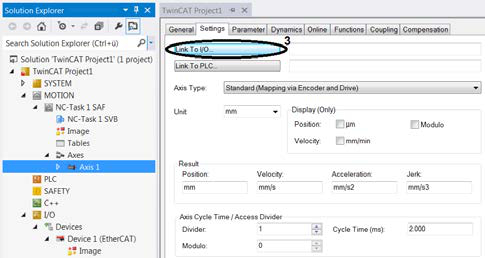 Solution Explorer
Search Solution Explorer (Ctrl+ü)
Solution 'TwinCAT Project1' (1 project)
TwinCAT Project1
SYSTEM
MOTION
NC-Task 1 SAF
NC-Task 1 SVB
Image
Tables
Axes
Axis 1
PLC
SAFETY
C++
I/O
Devices
Device 1 (EtherCAT)
Image
TwinCAT Project1
General Settings Parameter Dynamics Online Functions Coupling Compensation
3
Link To I/O...
Link To PLC...
Axis Type: Standard (Mapping via Encoder and Drive)
Unit: mm
Display (Only)
Position: µm Modulo
Velocity: mm/min
Result
Position: Velocity: Acceleration: Jerk:
mm mm/s mm/s2 mm/s3
Axis Cycle Time / Access Divider
Divider: 1 Cycle Time (ms): 2.000
Modulo: 0